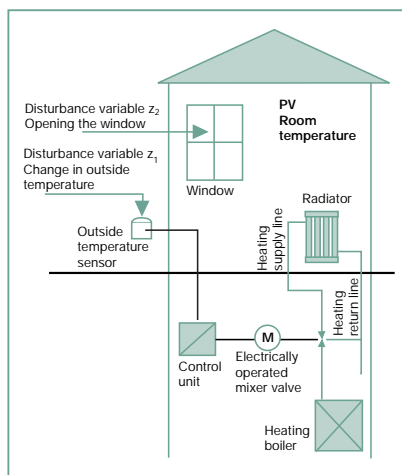 Disturbance variable z₂
Opening the window
PV
Room
temperature
Disturbance variable z₁
Change in outside
temperature
Window
Radiator
Outside
temperature
sensor
Heating
supply line
Heating
return line
M
Control
unit
Electrically
operated
mixer valve
Heating
boiler